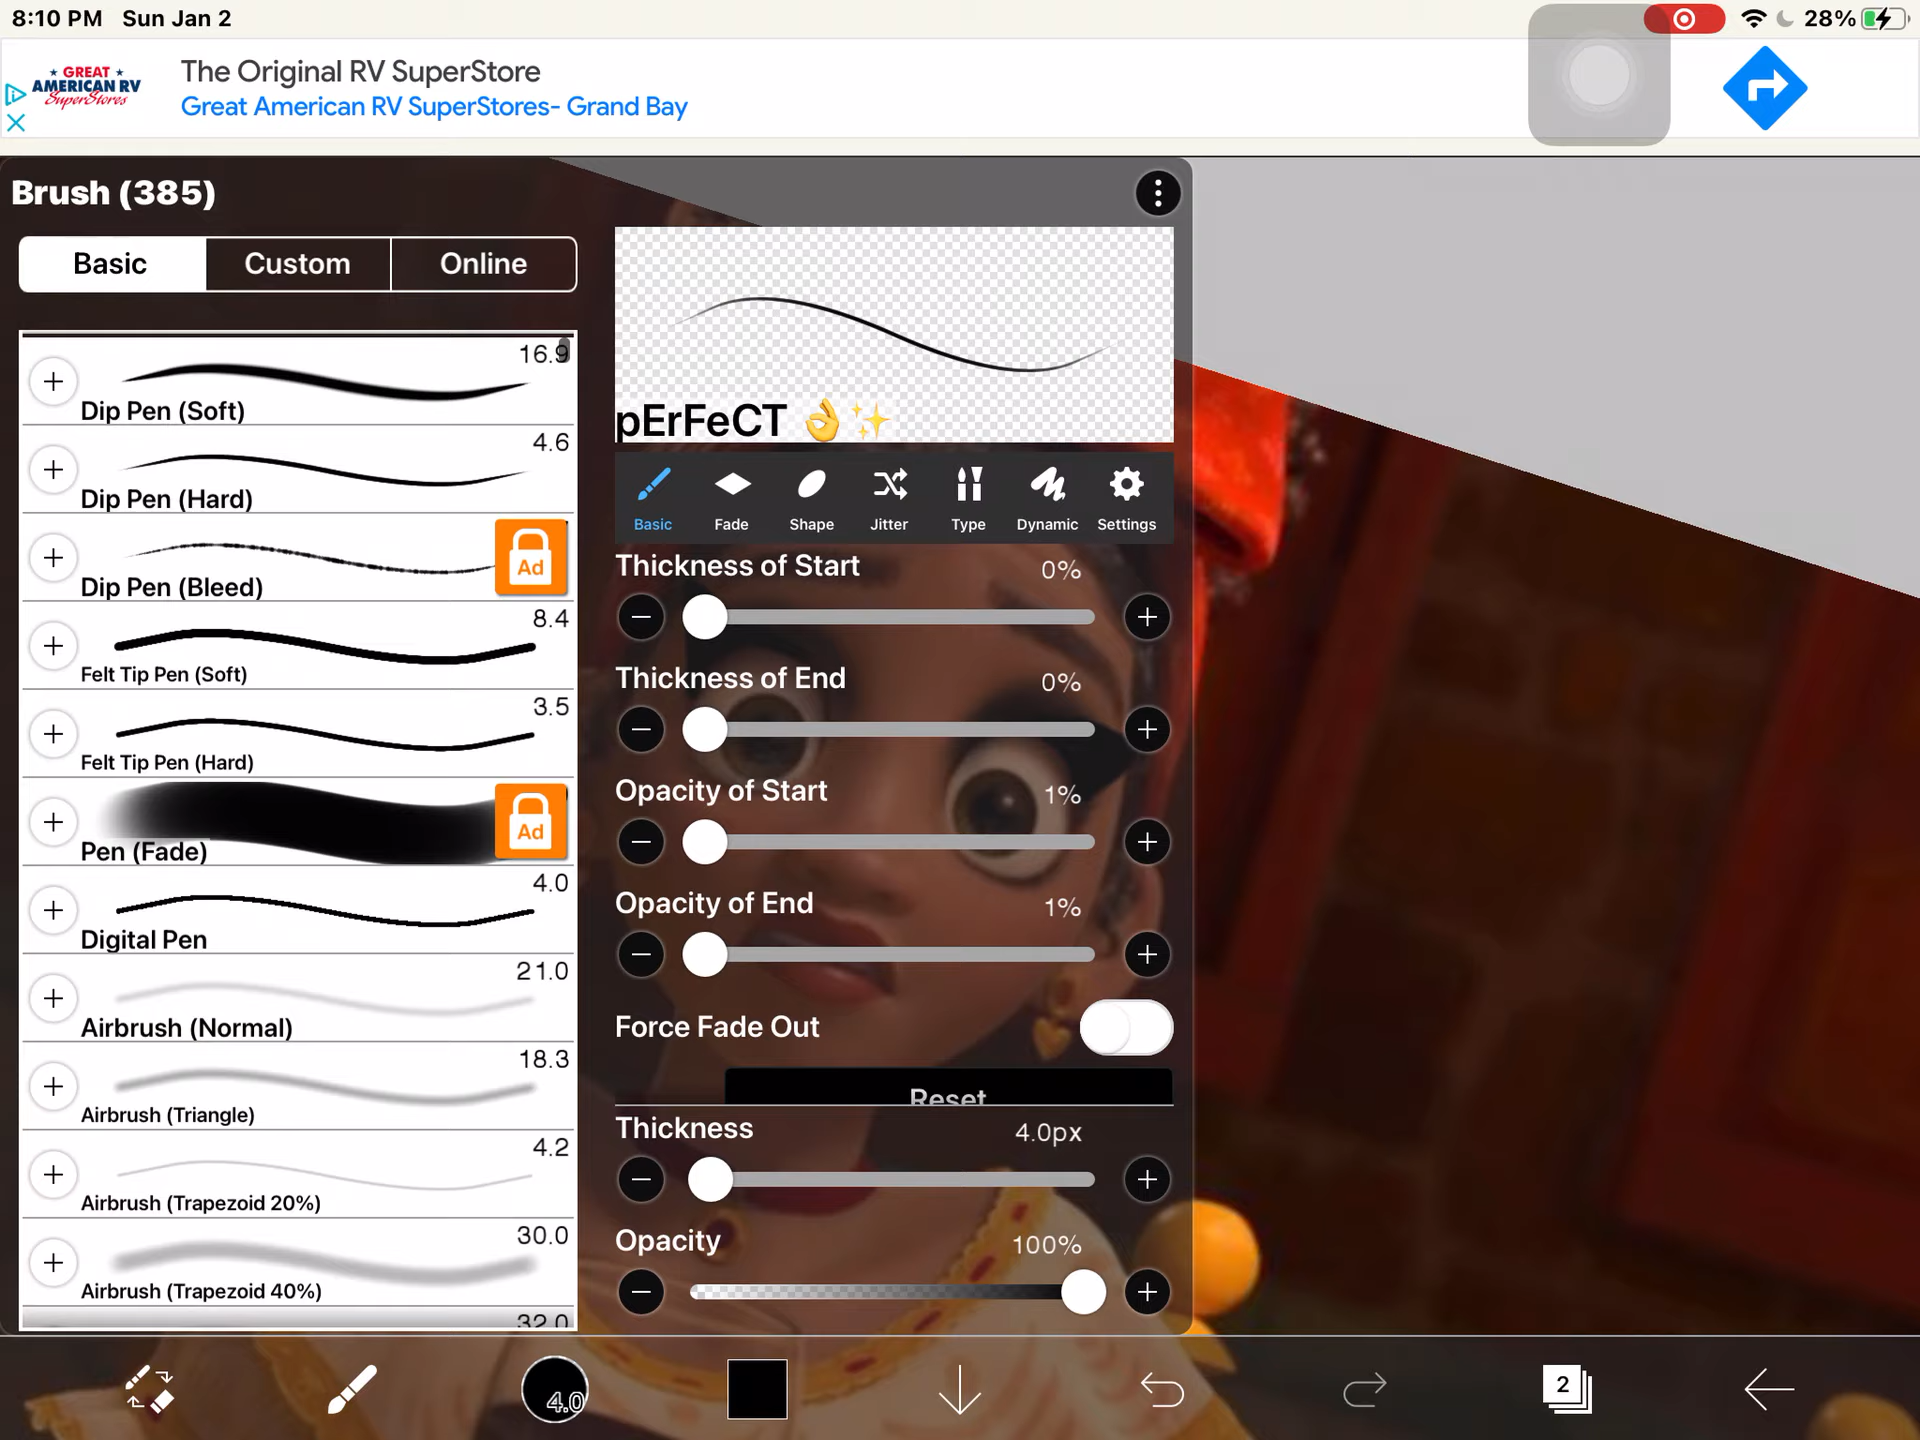 8:10 PM Sun Jan 2
28%
GREAT
AMERICAN RV
SuperStores
The Original RV SuperStore
Great American RV SuperStores- Grand Bay
Brush (385)
Basic Custom Online
16.9
Dip Pen (Soft)
4.6
Dip Pen (Hard)
Ad
Dip Pen (Bleed)
8.4
Felt Tip Pen (Soft)
3.5
Felt Tip Pen (Hard)
Ad
Pen (Fade)
4.0
Digital Pen
21.0
Airbrush (Normal)
18.3
Airbrush (Triangle)
4.2
Airbrush (Trapezoid 20%)
30.0
Airbrush (Trapezoid 40%)
32.0
pErFeCT 👌✨
Basic Fade Shape Jitter Type Dynamic Settings
Thickness of Start 0%
Thickness of End 0%
Opacity of Start 1%
Opacity of End 1%
Force Fade Out
Reset
Thickness 4.0px
Opacity 100%
4.0
2